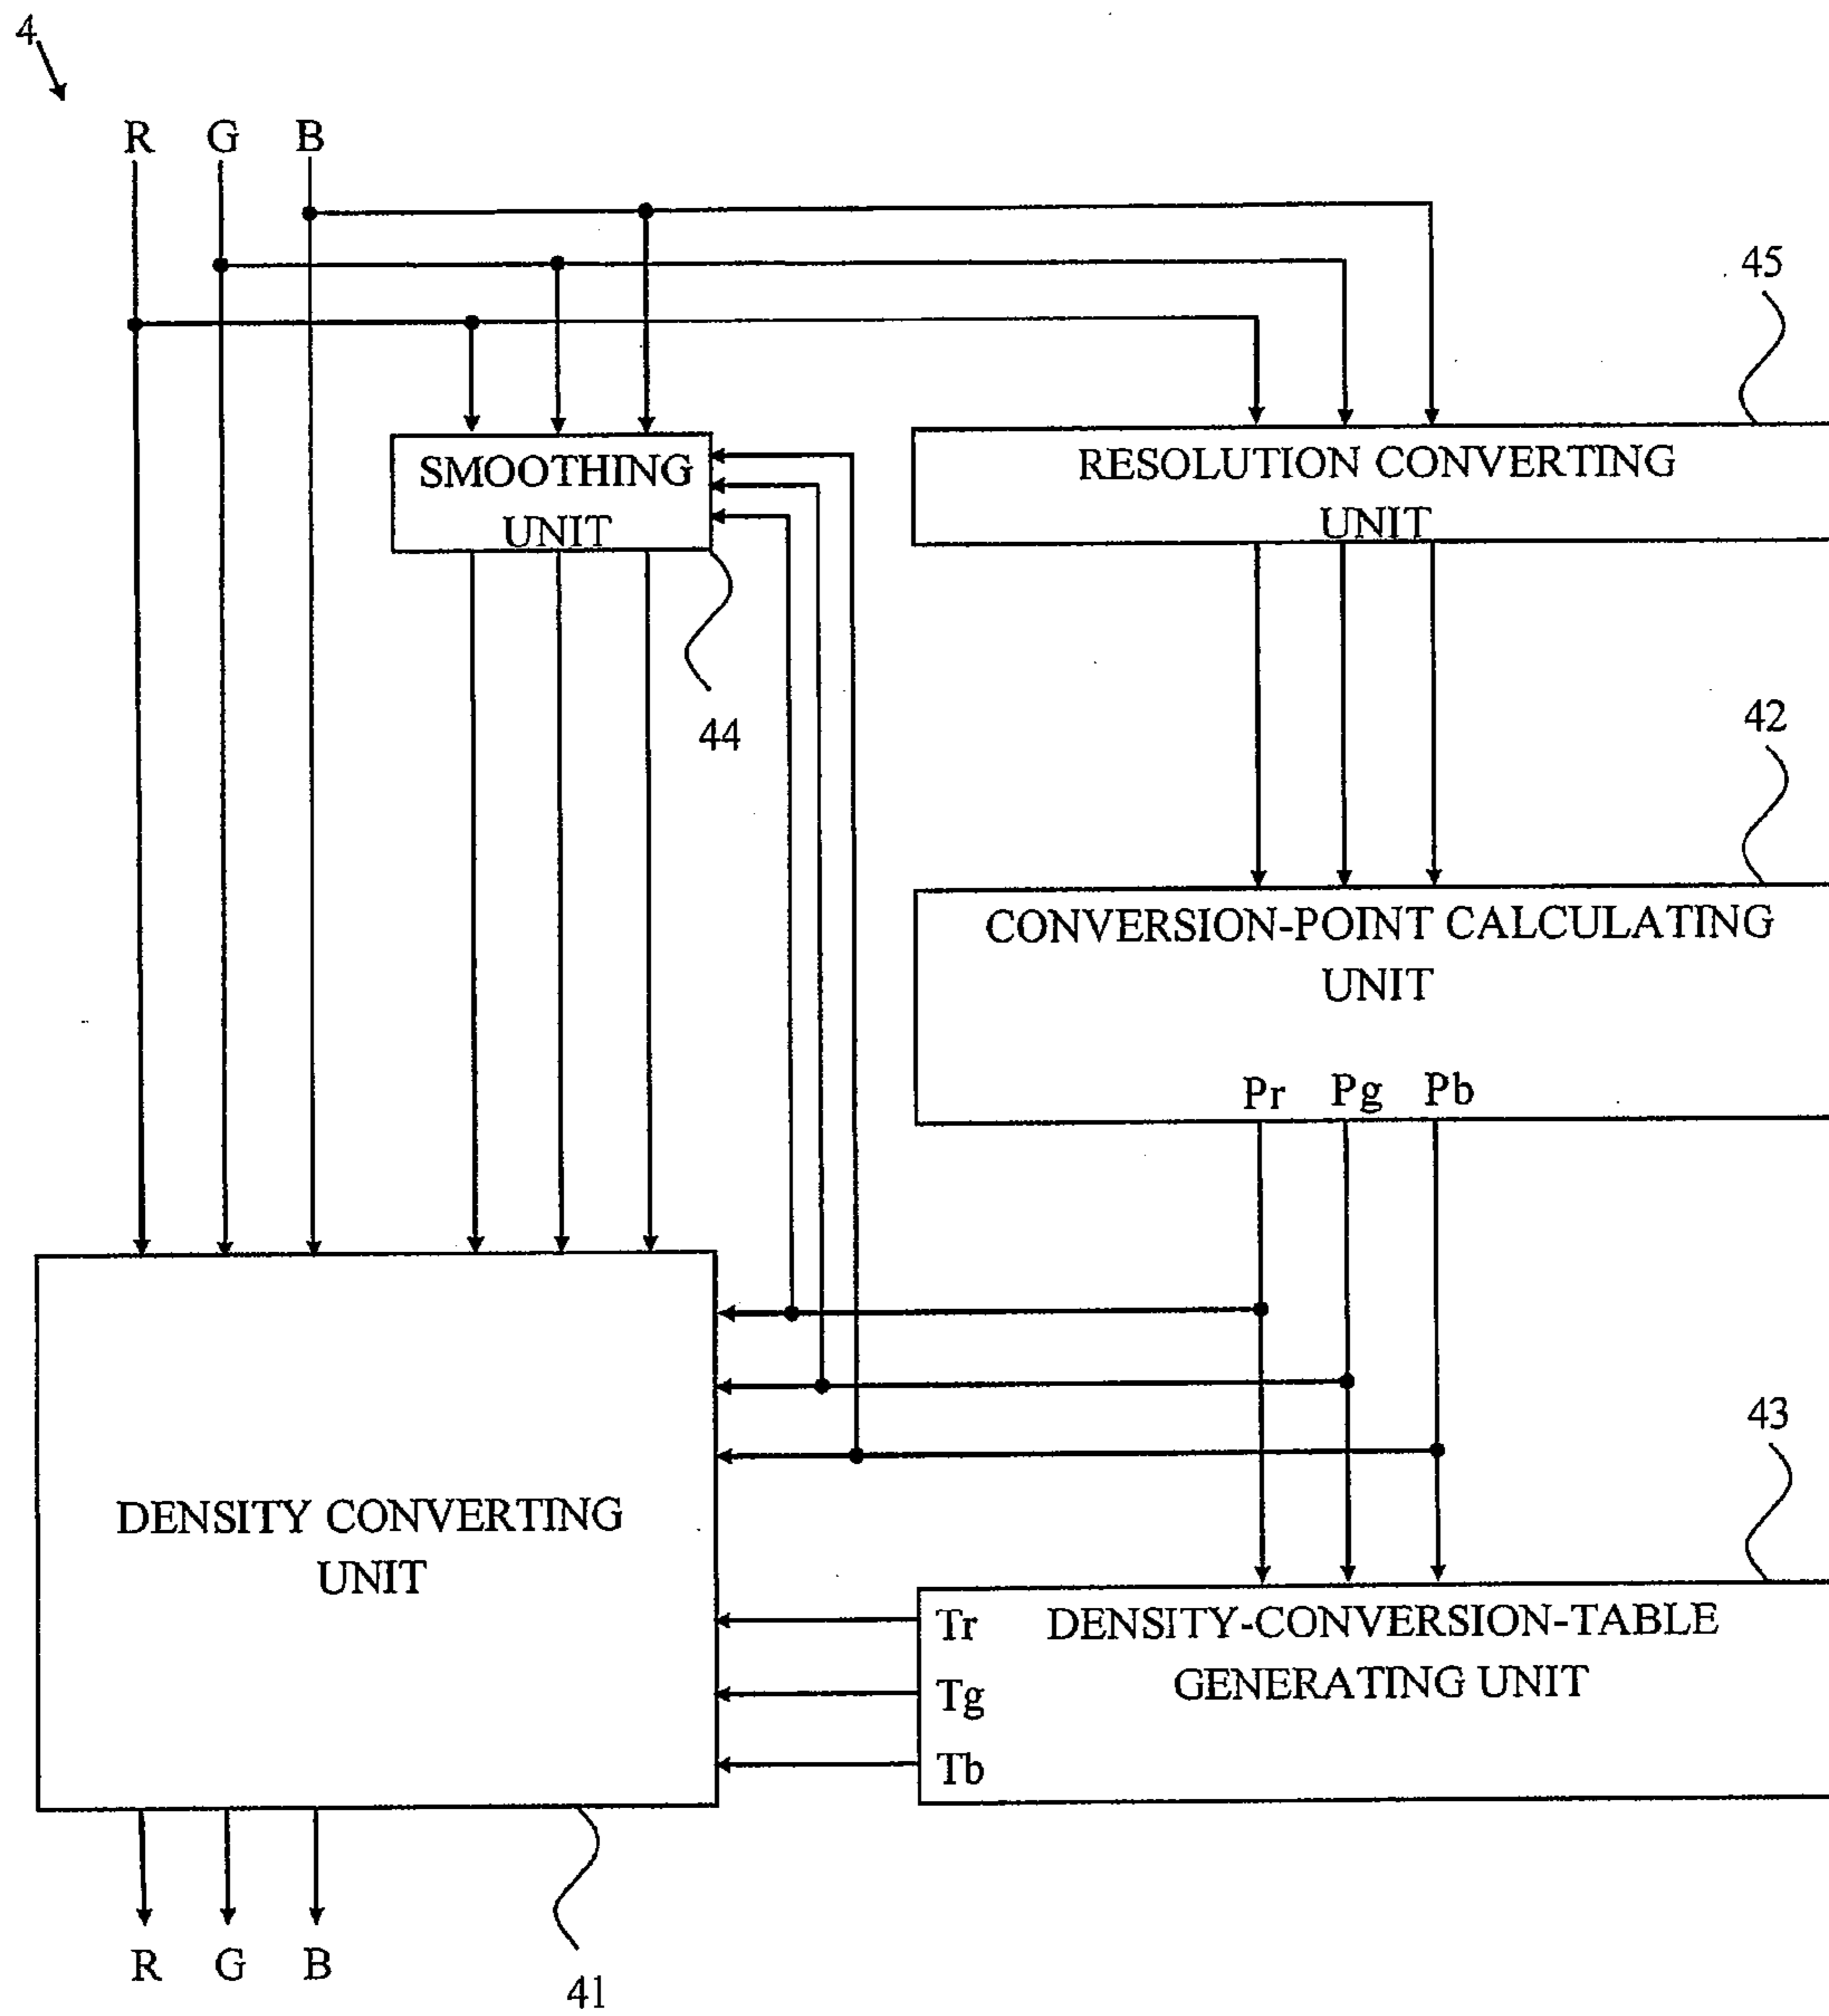 4
R G B
45
SMOOTHING
UNIT
RESOLUTION CONVERTING
UNIT
44
42
CONVERSION-POINT CALCULATING
UNIT
Pr Pg Pb
43
DENSITY CONVERTING
UNIT
Tr
Tg
Tb
DENSITY-CONVERSION-TABLE
GENERATING UNIT
R G B
41